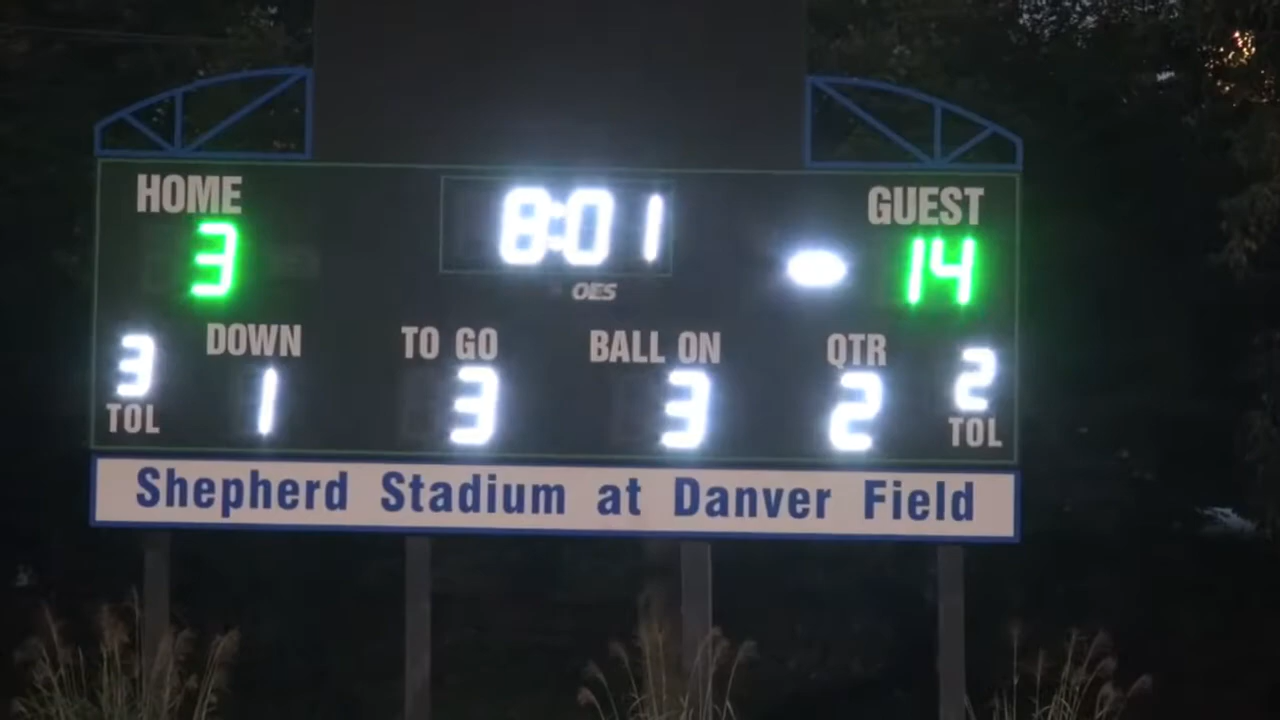 HOME 8:01 GUEST
3 14
OES
DOWN TO GO BALL ON QTR
3 1 3 3 2 2
TOL TOL
Shepherd Stadium at Danver Field